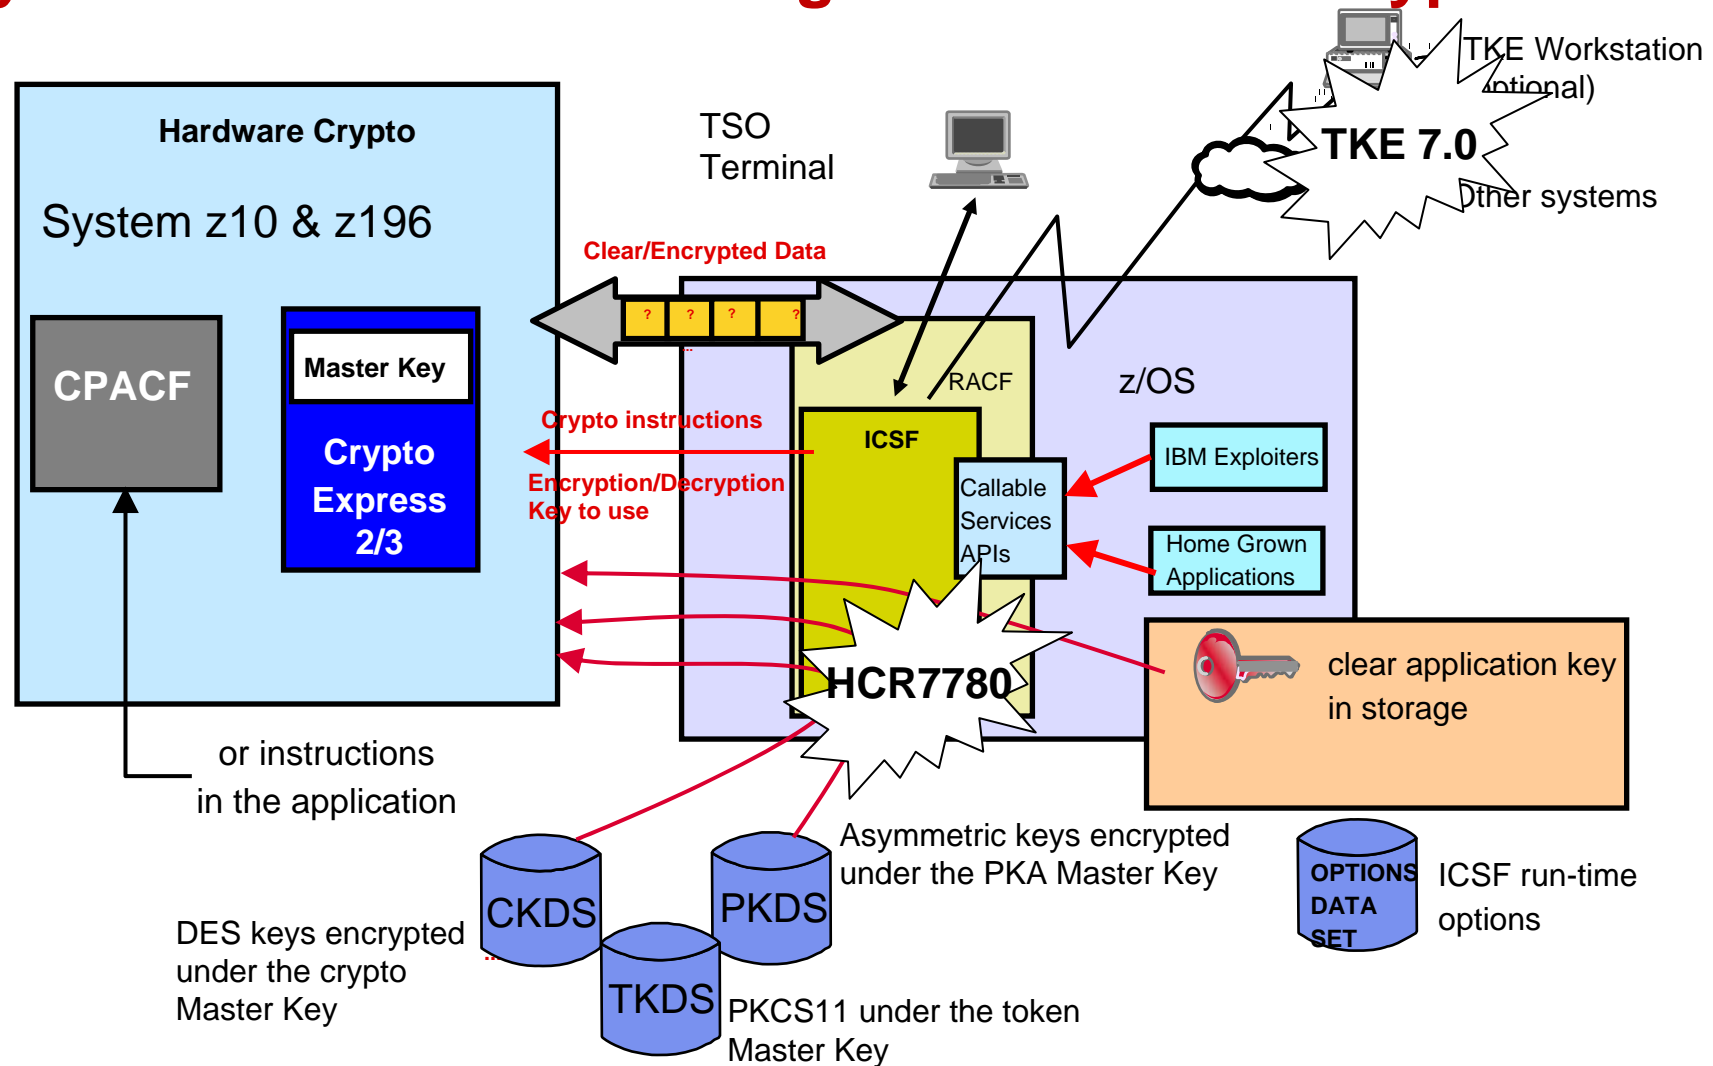 TKE Workstation
TKE 7.0
Other systems
TSO
Terminal
Hardware Crypto
System z10 & z196
Clear/Encrypted Data
? ? ? ?
...
CPACF
Master Key
Crypto
Express
2/3
RACF
z/OS
Crypto instructions
ICSF
Encryption/Decryption
Key to use
Callable
Services
APIs
IBM Exploiters
Home Grown
Applications
HCR7780
clear application key
in storage
or instructions
in the application
Asymmetric keys encrypted
under the PKA Master Key
CKDS
...
PKDS
TKDS
DES keys encrypted
under the crypto
Master Key
PKCS11 under the token
Master Key
OPTIONS
DATA
SET
ICSF run-time
options